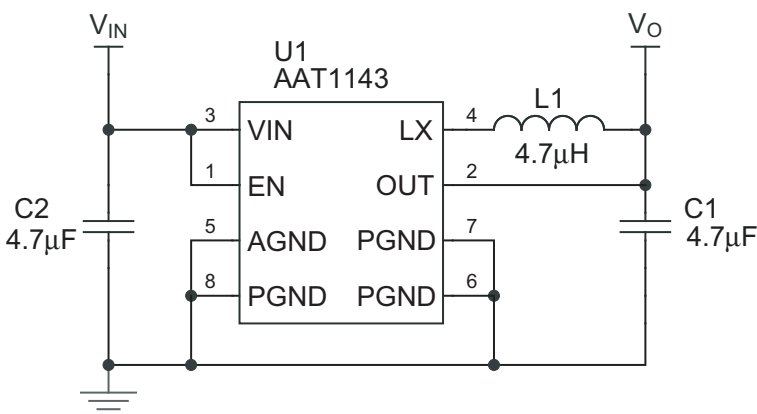 V_IN
V_O
U1
AAT1143
3 VIN LX 4
L1
4.7μH
1 EN OUT 2
C2
4.7μF
C1
4.7μF
5 AGND PGND 7
8 PGND PGND 6